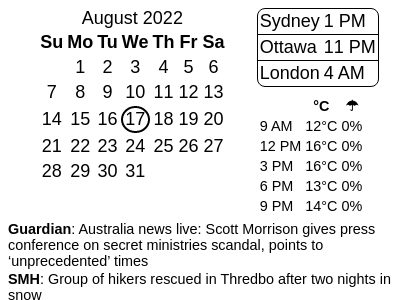 August 2022
Su Mo Tu We Th Fr Sa
1 2 3 4 5 6
7 8 9 10 11 12 13
14 15 16 17 18 19 20
21 22 23 24 25 26 27
28 29 30 31
Sydney 1 PM
Ottawa 11 PM
London 4 AM
°C ☂
9 AM 12°C 0%
12 PM 16°C 0%
3 PM 16°C 0%
6 PM 13°C 0%
9 PM 14°C 0%
Guardian: Australia news live: Scott Morrison gives press
conference on secret ministries scandal, points to
‘unprecedented’ times
SMH: Group of hikers rescued in Thredbo after two nights in
snow